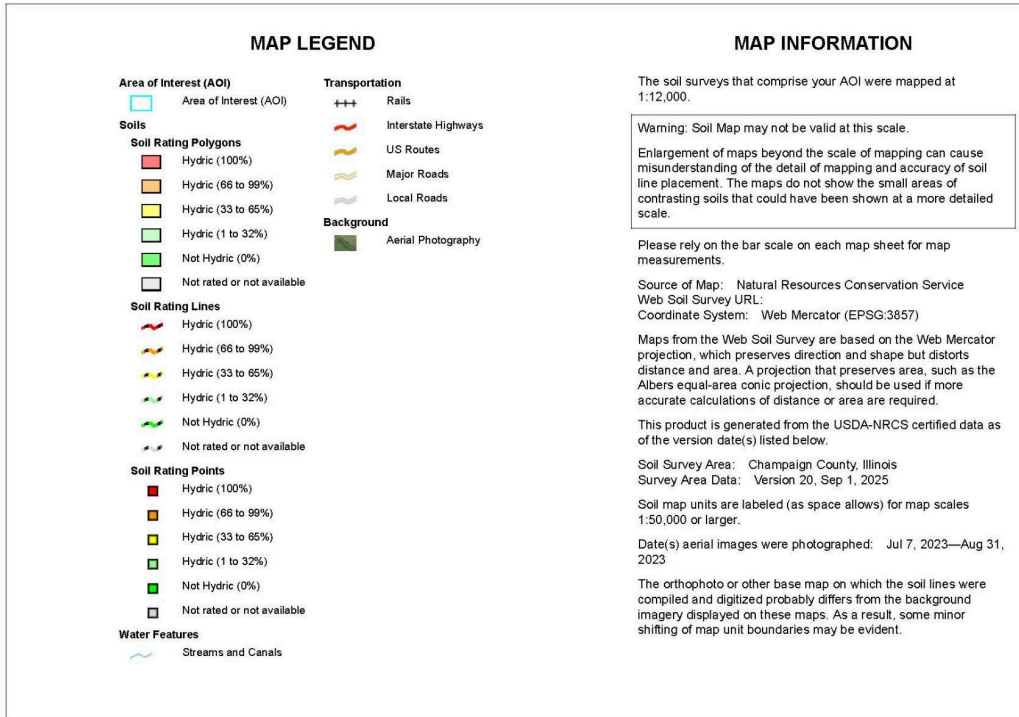 MAP LEGEND
Area of Interest (AOI)
Area of Interest (AOI)
Soils
Soil Rating Polygons
Hydric (100%)
Hydric (66 to 99%)
Hydric (33 to 65%)
Hydric (1 to 32%)
Not Hydric (0%)
Not rated or not available
Soil Rating Lines
Hydric (100%)
Hydric (66 to 99%)
Hydric (33 to 65%)
Hydric (1 to 32%)
Not Hydric (0%)
Not rated or not available
Soil Rating Points
Hydric (100%)
Hydric (66 to 99%)
Hydric (33 to 65%)
Hydric (1 to 32%)
Not Hydric (0%)
Not rated or not available
Water Features
Streams and Canals
Transportation
Rails
Interstate Highways
US Routes
Major Roads
Local Roads
Background
Aerial Photography
MAP INFORMATION
The soil surveys that comprise your AOI were mapped at
1:12,000.
Warning: Soil Map may not be valid at this scale.
Enlargement of maps beyond the scale of mapping can cause
misunderstanding of the detail of mapping and accuracy of soil
line placement. The maps do not show the small areas of
contrasting soils that could have been shown at a more detailed
scale.
Please rely on the bar scale on each map sheet for map
measurements.
Source of Map: Natural Resources Conservation Service
Web Soil Survey URL:
Coordinate System: Web Mercator (EPSG:3857)
Maps from the Web Soil Survey are based on the Web Mercator
projection, which preserves direction and shape but distorts
distance and area. A projection that preserves area, such as the
Albers equal-area conic projection, should be used if more
accurate calculations of distance or area are required.
This product is generated from the USDA-NRCS certified data as
of the version date(s) listed below.
Soil Survey Area: Champaign County, Illinois
Survey Area Data: Version 20, Sep 1, 2025
Soil map units are labeled (as space allows) for map scales
1:50,000 or larger.
Date(s) aerial images were photographed: Jul 7, 2023—Aug 31,
2023
The orthophoto or other base map on which the soil lines were
compiled and digitized probably differs from the background
imagery displayed on these maps. As a result, some minor
shifting of map unit boundaries may be evident.